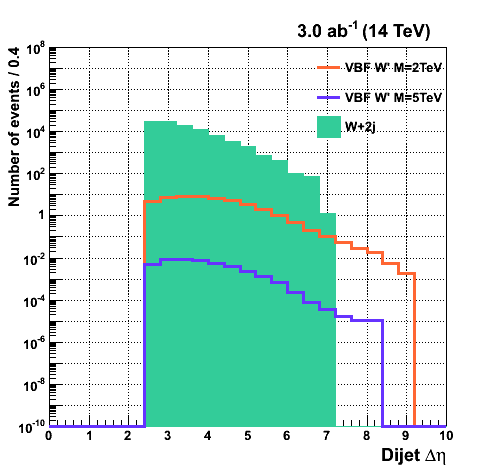 3.0 ab⁻¹ (14 TeV)
Number of events / 0.4
VBF W' M=2TeV
VBF W' M=5TeV
W+2j
10⁸
10⁶
10⁴
10²
1
10⁻²
10⁻⁴
10⁻⁶
10⁻⁸
10⁻¹⁰
0 1 2 3 4 5 6 7 8 9 10
Dijet Δη